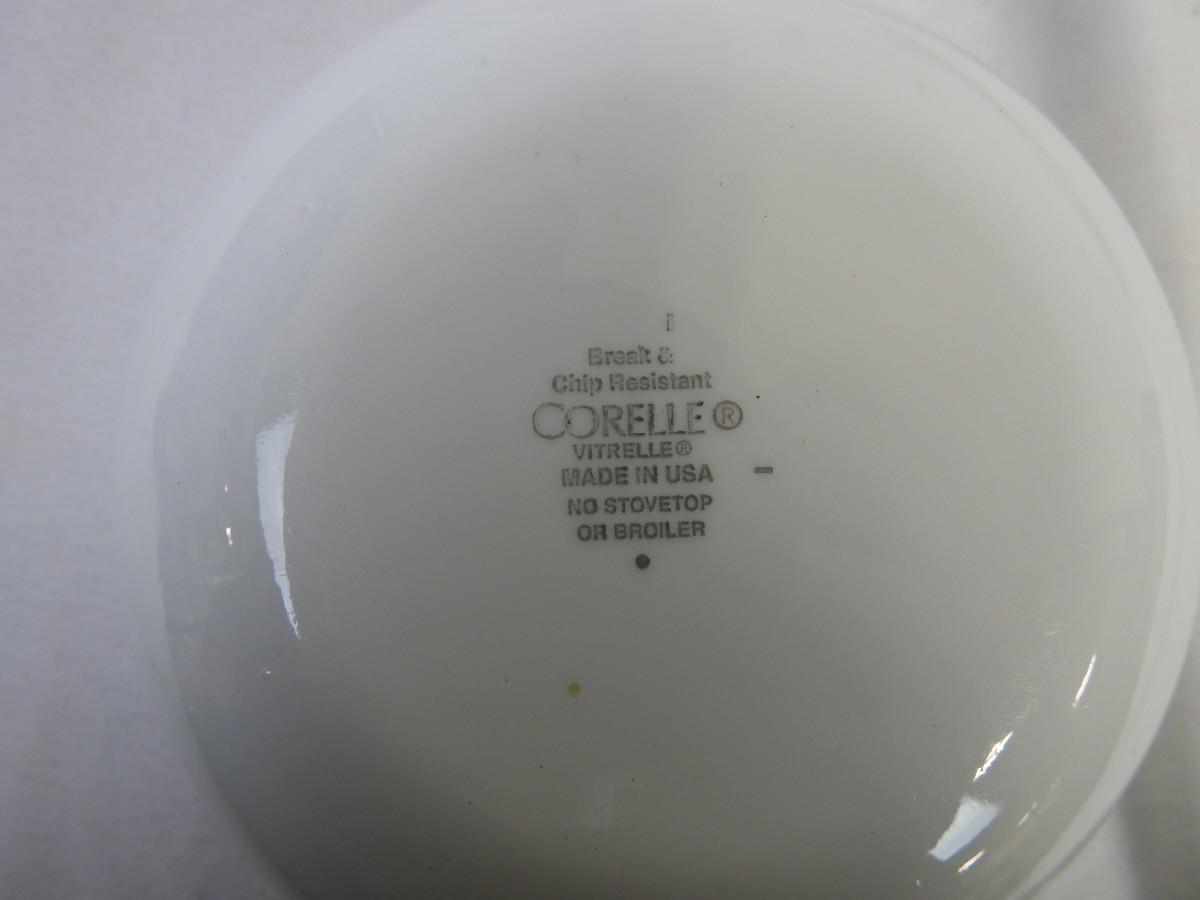 Break &
Chip Resistant
CORELLE®
VITRELLE®
MADE IN USA
NO STOVETOP
OR BROILER